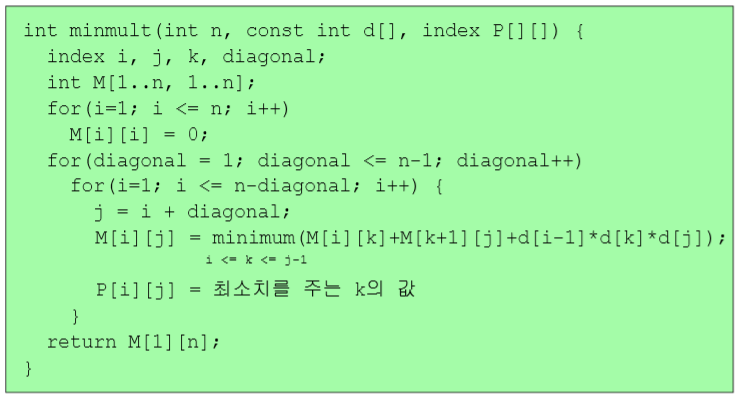 int minmult(int n, const int d[], index P[][]) {
index i, j, k, diagonal;
int M[1..n, 1..n];
for(i=1; i <= n; i++)
M[i][i] = 0;
for(diagonal = 1; diagonal <= n-1; diagonal++)
for(i=1; i <= n-diagonal; i++) {
j = i + diagonal;
M[i][j] = minimum(M[i][k]+M[k+1][j]+d[i-1]*d[k]*d[j]);
i <= k <= j-1
P[i][j] = 최소치를 주는 k의 값
}
return M[1][n];
}